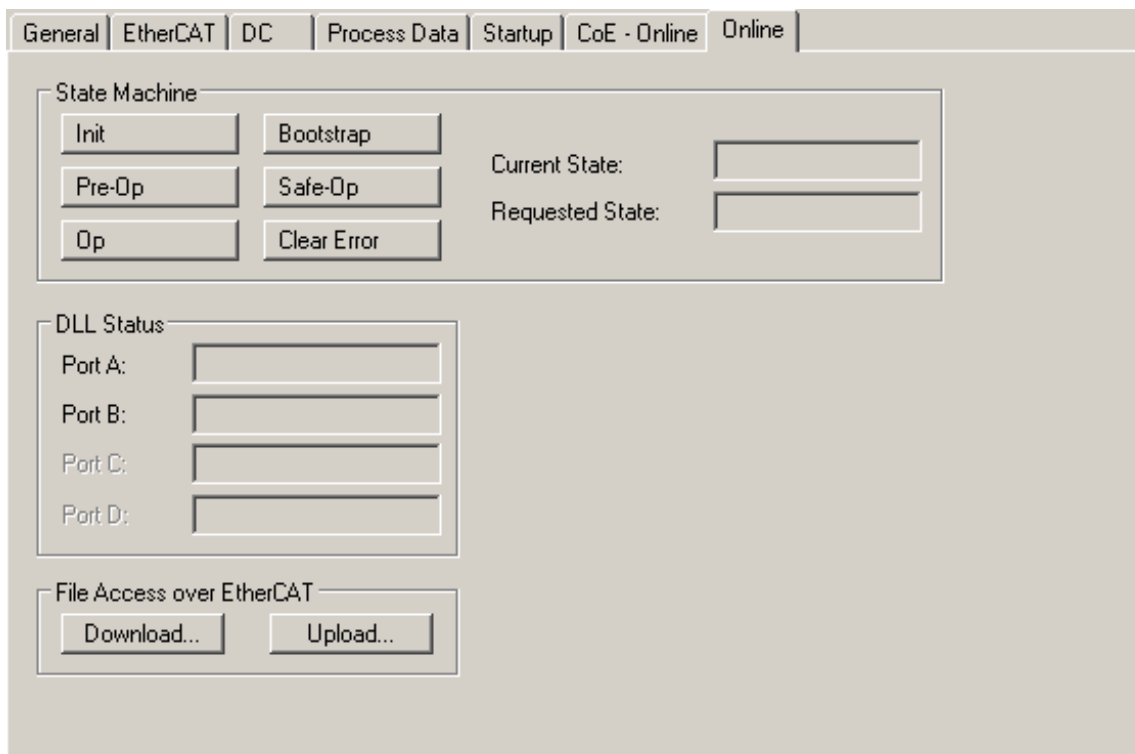 General EtherCAT DC Process Data Startup CoE - Online Online
State Machine
Init Bootstrap
Pre-Op Safe-Op
Op Clear Error
Current State:
Requested State:
DLL Status
Port A:
Port B:
Port C:
Port D:
File Access over EtherCAT
Download... Upload...